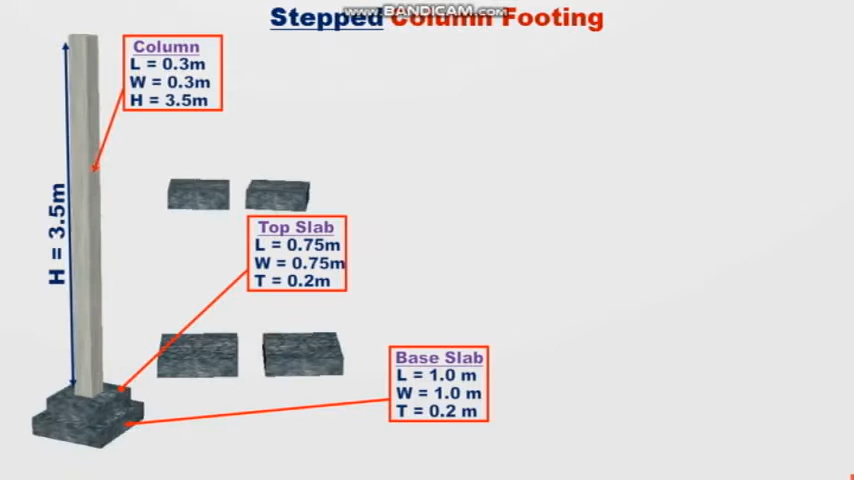 www.BANDICAM.com
Stepped Column Footing
Column
L = 0.3m
W = 0.3m
H = 3.5m
H = 3.5m
Top Slab
L = 0.75m
W = 0.75m
T = 0.2m
Base Slab
L = 1.0 m
W = 1.0 m
T = 0.2 m